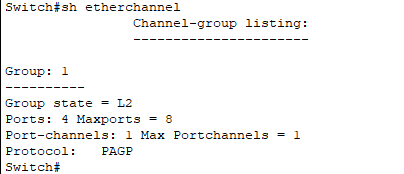 Switch#sh etherchannel
Channel-group listing:
----------------------
Group: 1
----------
Group state = L2
Ports: 4 Maxports = 8
Port-channels: 1 Max Portchannels = 1
Protocol:   PAGP
Switch#